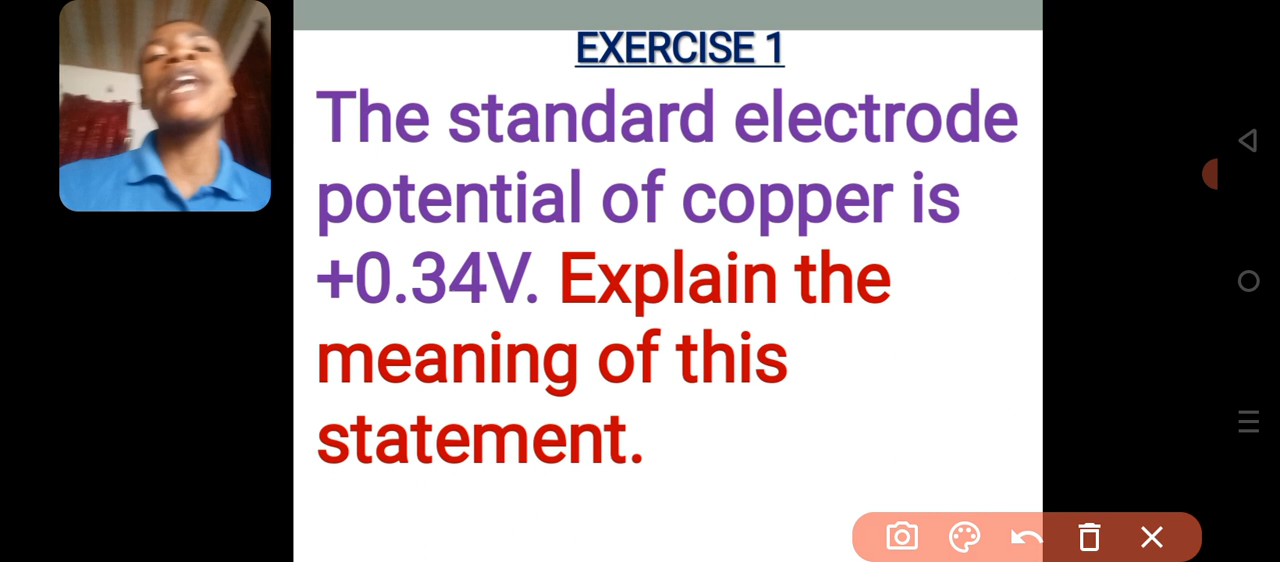 EXERCISE 1
The standard electrode
potential of copper is
+0.34V. Explain the
meaning of this
statement.